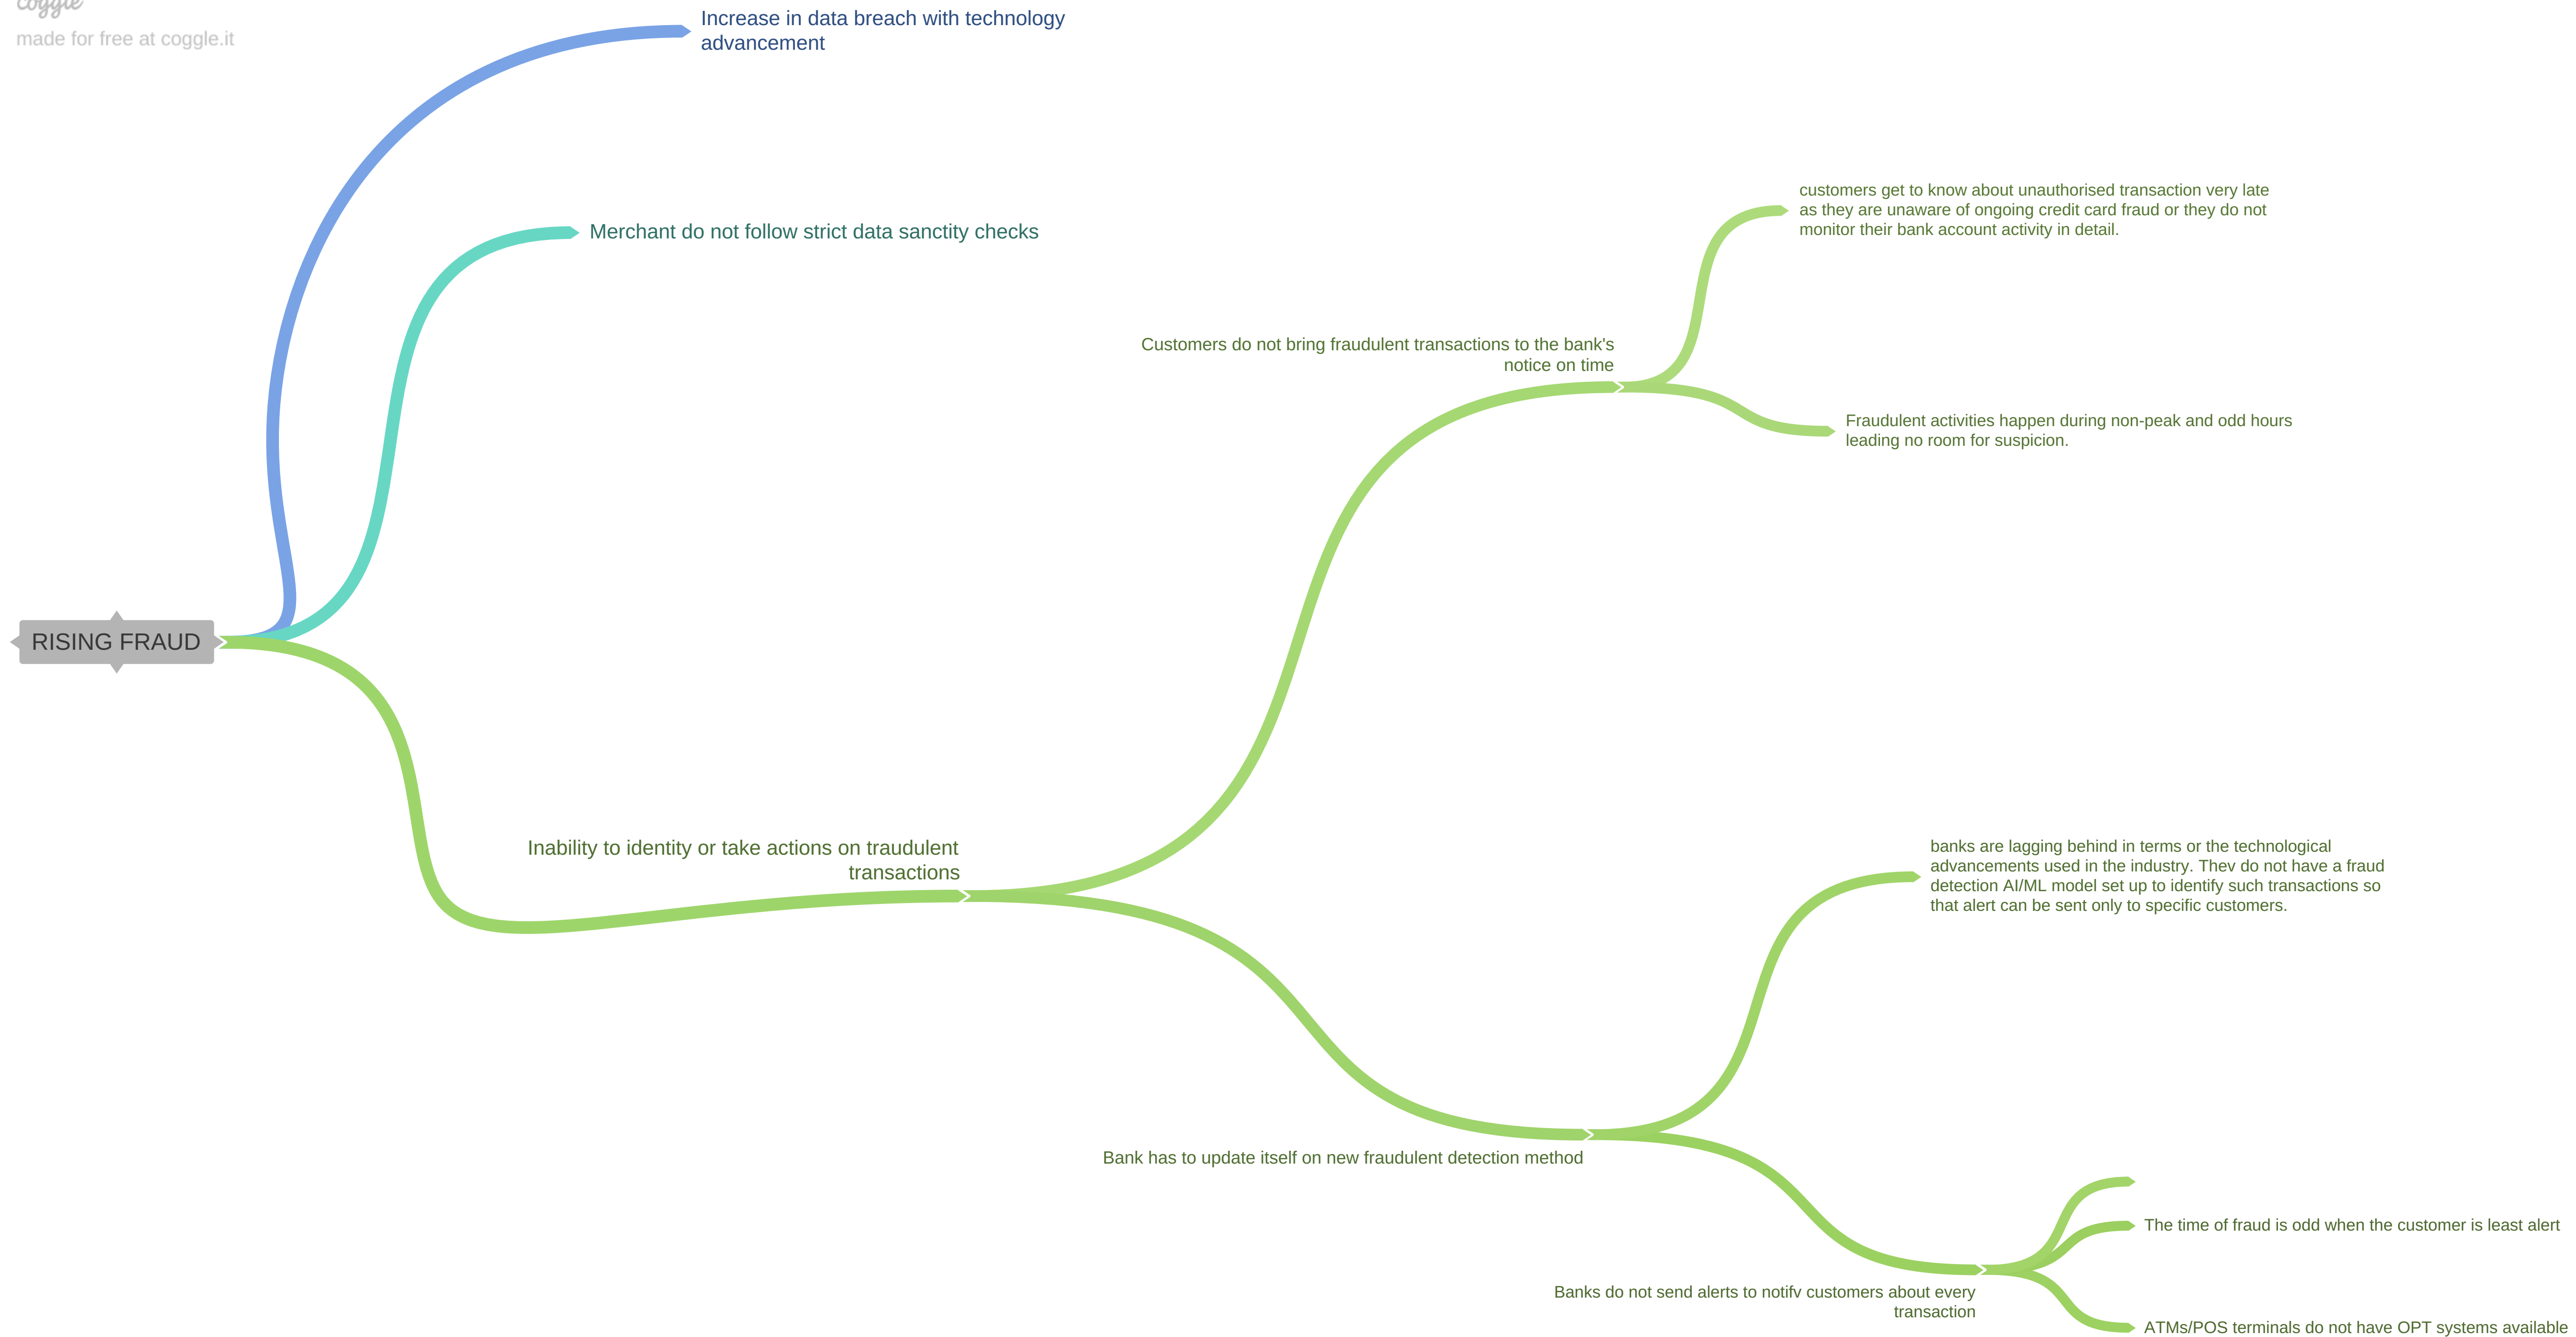 coggle
made for free at coggle.it
Increase in data breach with technology
advancement
Merchant do not follow strict data sanctity checks
customers get to know about unauthorised transaction very late
as they are unaware of ongoing credit card fraud or they do not
monitor their bank account activity in detail.
Customers do not bring fraudulent transactions to the bank's
notice on time
Fraudulent activities happen during non-peak and odd hours
leading no room for suspicion.
RISING FRAUD
Inability to identity or take actions on traudulent
transactions
banks are lagging behind in terms or the technological
advancements used in the industry. Thev do not have a fraud
detection AI/ML model set up to identify such transactions so
that alert can be sent only to specific customers.
Bank has to update itself on new fraudulent detection method
The time of fraud is odd when the customer is least alert
Banks do not send alerts to notifv customers about every
transaction
ATMs/POS terminals do not have OPT systems available